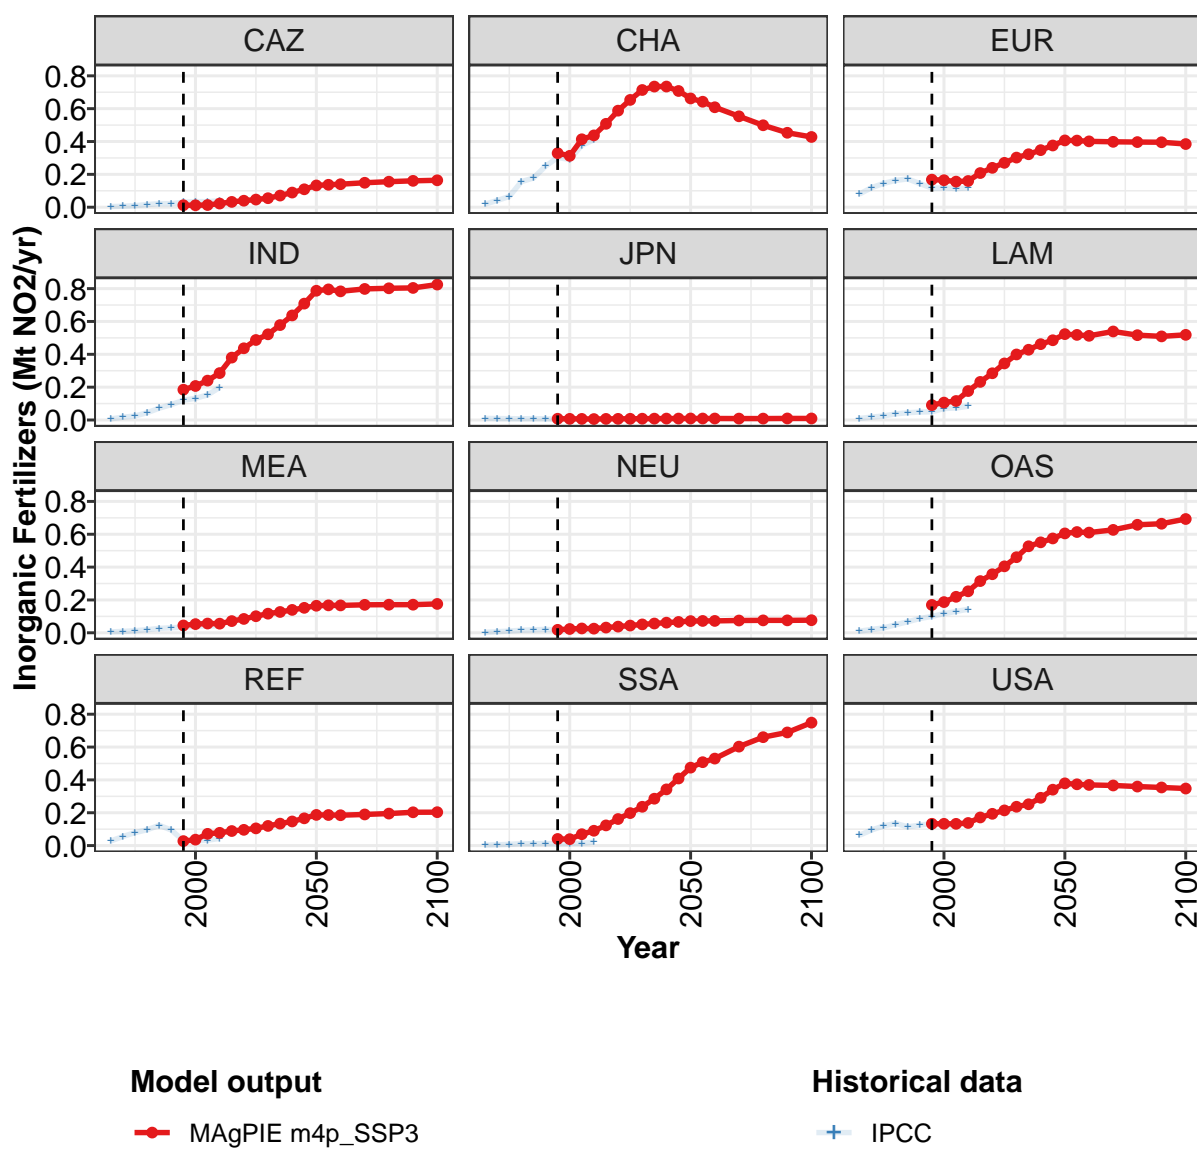 CAZ CHA EUR
0.8
0.6
0.4
0.2
0.0
IND JPN LAM
0.8
0.6
0.4
0.2
0.0
MEA NEU OAS
0.8
0.6
0.4
0.2
0.0
REF SSA USA
0.8
0.6
0.4
0.2
0.0
Inorganic Fertilizers (Mt NO2/yr)
2000 2050 2100 2000 2050 2100 2000 2050 2100
Year
Model output Historical data
MAgPIE m4p_SSP3 IPCC